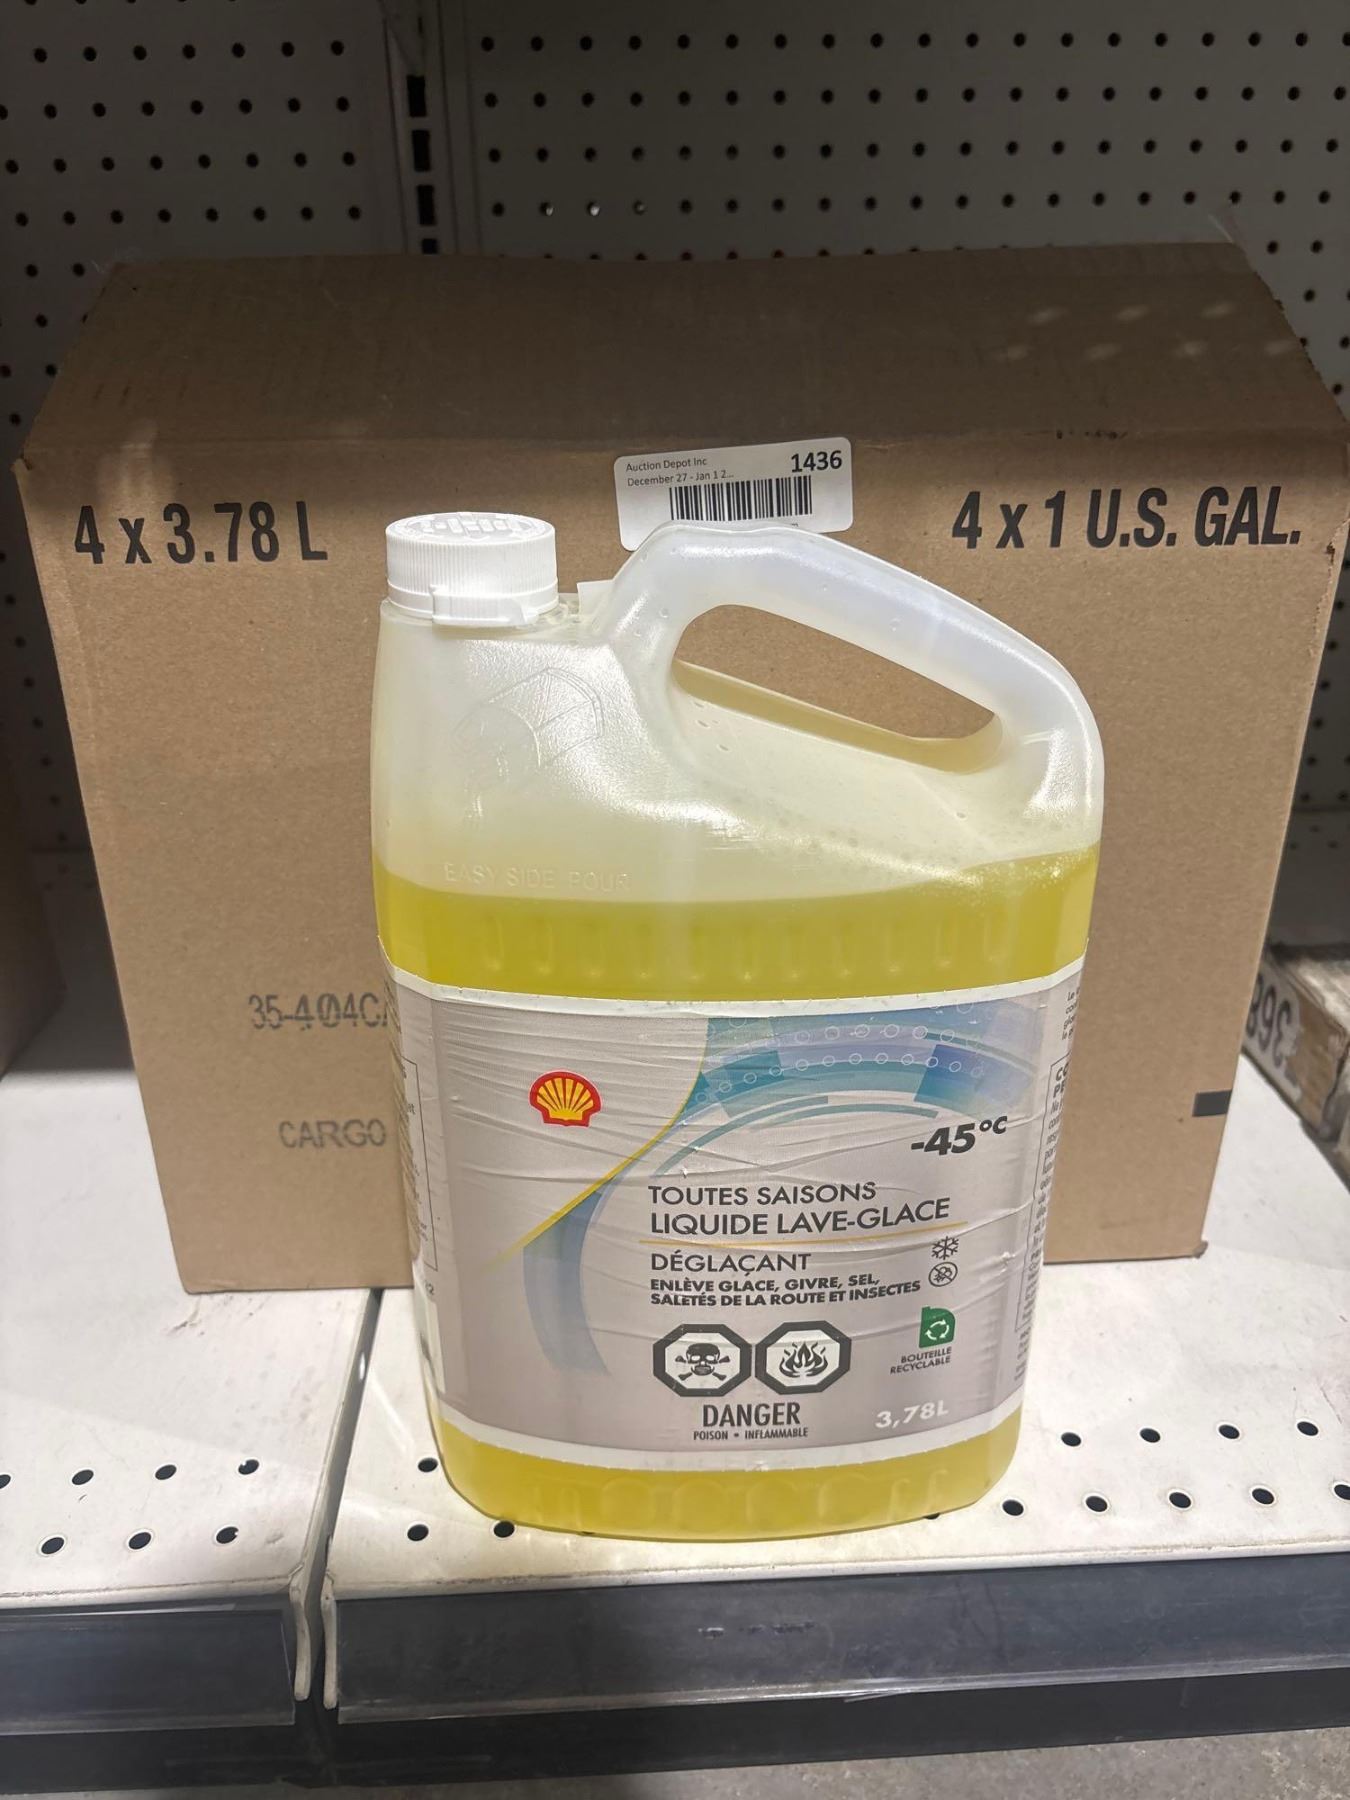 Auction Depot Inc
1436
December 27 - Jan 1 2...
4 x 3.78 L
4 x 1 U.S. GAL.
EASY SIDE POUR
35-404CA
CARGO
-45°C
TOUTES SAISONS
LIQUIDE LAVE-GLACE
DÉGLAÇANT
ENLÈVE GLACE, GIVRE, SEL,
SALETÉS DE LA ROUTE ET INSECTES
BOUTEILLE
RECYCLABLE
DANGER
POISON • INFLAMMABLE
3,78L